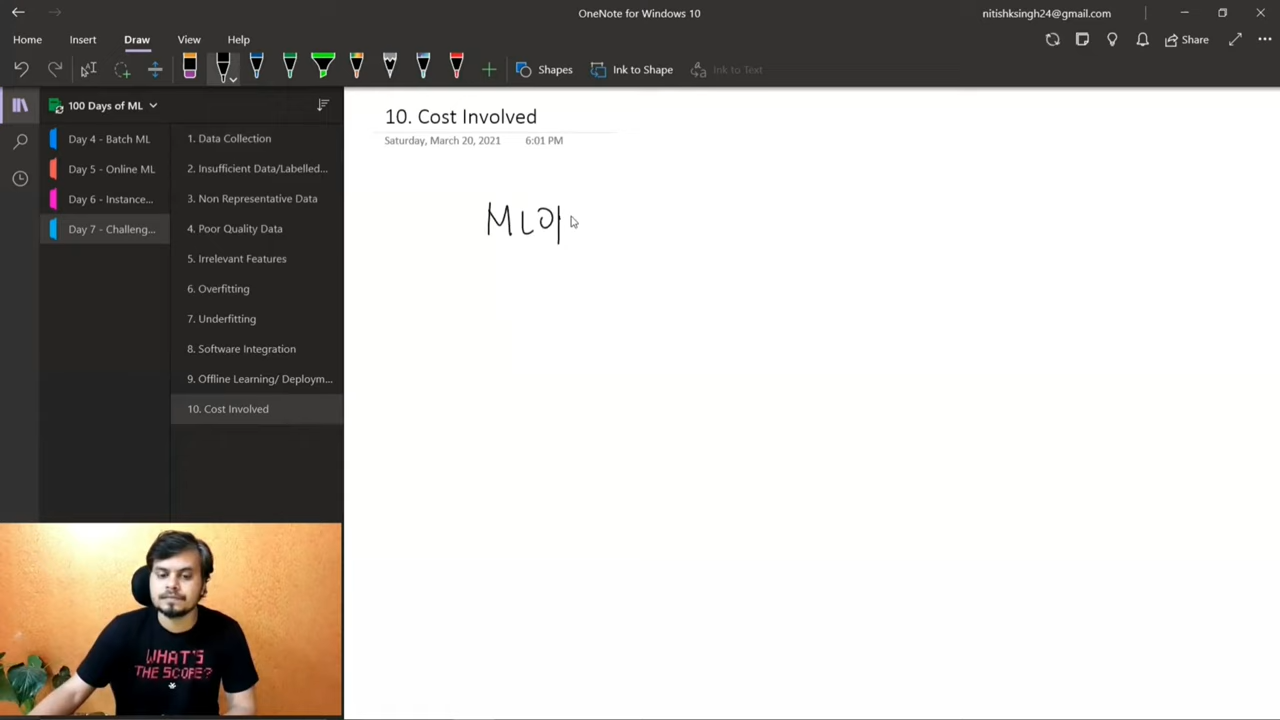 OneNote for Windows 10
nitishksingh24@gmail.com
Home Insert Draw View Help
Share
Shapes Ink to Shape Ink to Text
100 Days of ML
Day 4 - Batch ML
Day 5 - Online ML
Day 6 - Instance...
Day 7 - Challeng...
1. Data Collection
2. Insufficient Data/Labelled...
3. Non Representative Data
4. Poor Quality Data
5. Irrelevant Features
6. Overfitting
7. Underfitting
8. Software Integration
9. Offline Learning/ Deploym...
10. Cost Involved
10. Cost Involved
Saturday, March 20, 2021 6:01 PM
WHAT'S
THE SCOPE?